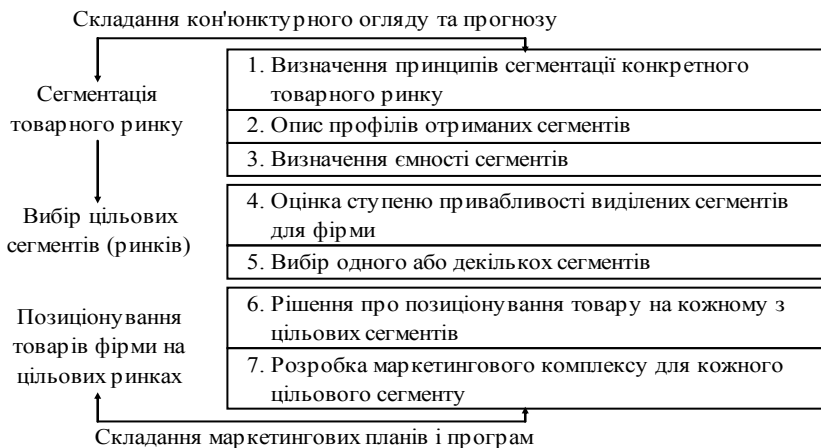 Складання кон'юнктурного огляду та прогнозу
Сегментація
товарного ринку
1. Визначення принципів сегментації конкретного
товарного ринку
2. Опис профілів отриманих сегментів
3. Визначення ємності сегментів
Вибір цільових
сегментів (ринків)
4. Оцінка ступеню привабливості виділених сегментів
для фірми
5. Вибір одного або декількох сегментів
Позиціонування
товарів фірми на
цільових ринках
6. Рішення про позиціонування товару на кожному з
цільових сегментів
7. Розробка маркетингового комплексу для кожного
цільового сегменту
Складання маркетингових планів і програм